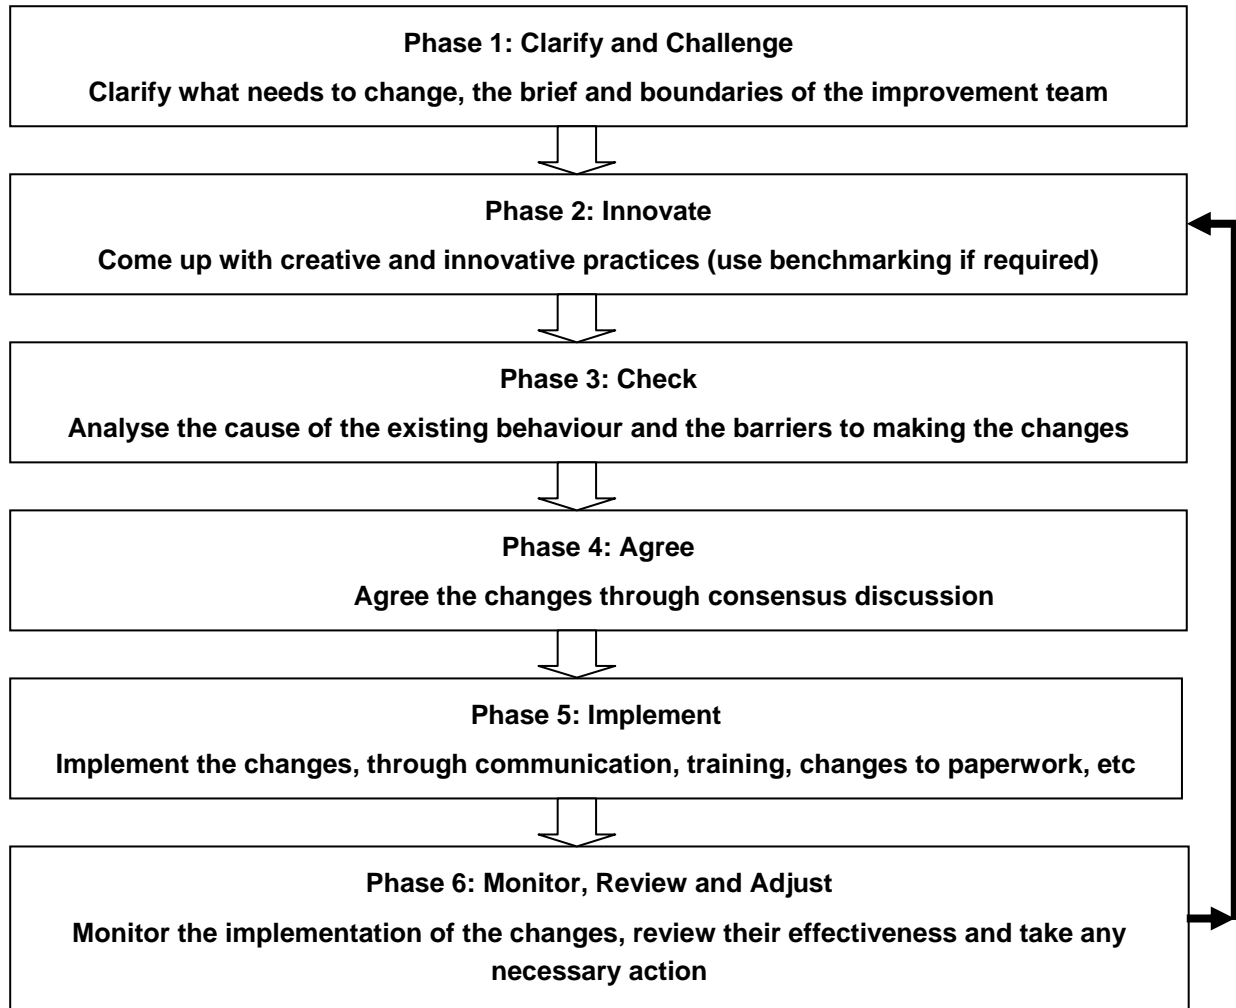 Phase 1: Clarify and Challenge
Clarify what needs to change, the brief and boundaries of the improvement team
Phase 2: Innovate
Come up with creative and innovative practices (use benchmarking if required)
Phase 3: Check
Analyse the cause of the existing behaviour and the barriers to making the changes
Phase 4: Agree
Agree the changes through consensus discussion
Phase 5: Implement
Implement the changes, through communication, training, changes to paperwork, etc
Phase 6: Monitor, Review and Adjust
Monitor the implementation of the changes, review their effectiveness and take any
necessary action